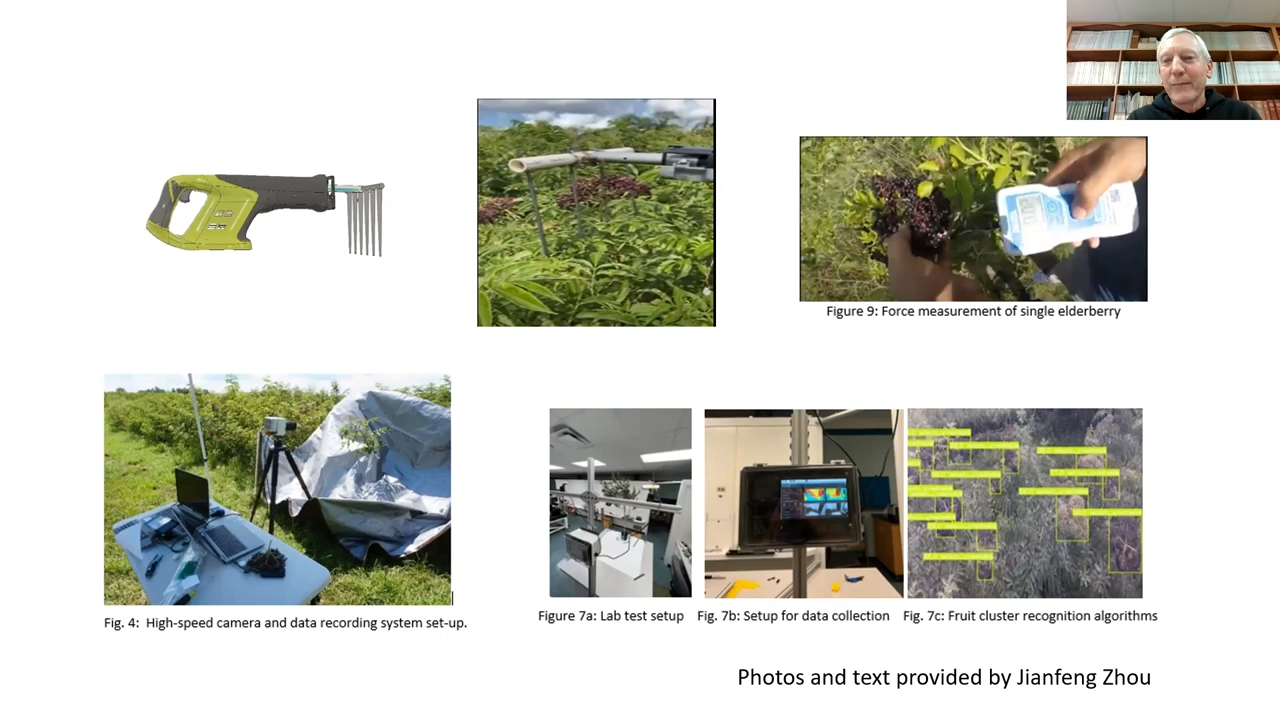 Figure 9: Force measurement of single elderberry
Fig. 4: High-speed camera and data recording system set-up.
Figure 7a: Lab test setup
Fig. 7b: Setup for data collection
Fig. 7c: Fruit cluster recognition algorithms
Photos and text provided by Jianfeng Zhou